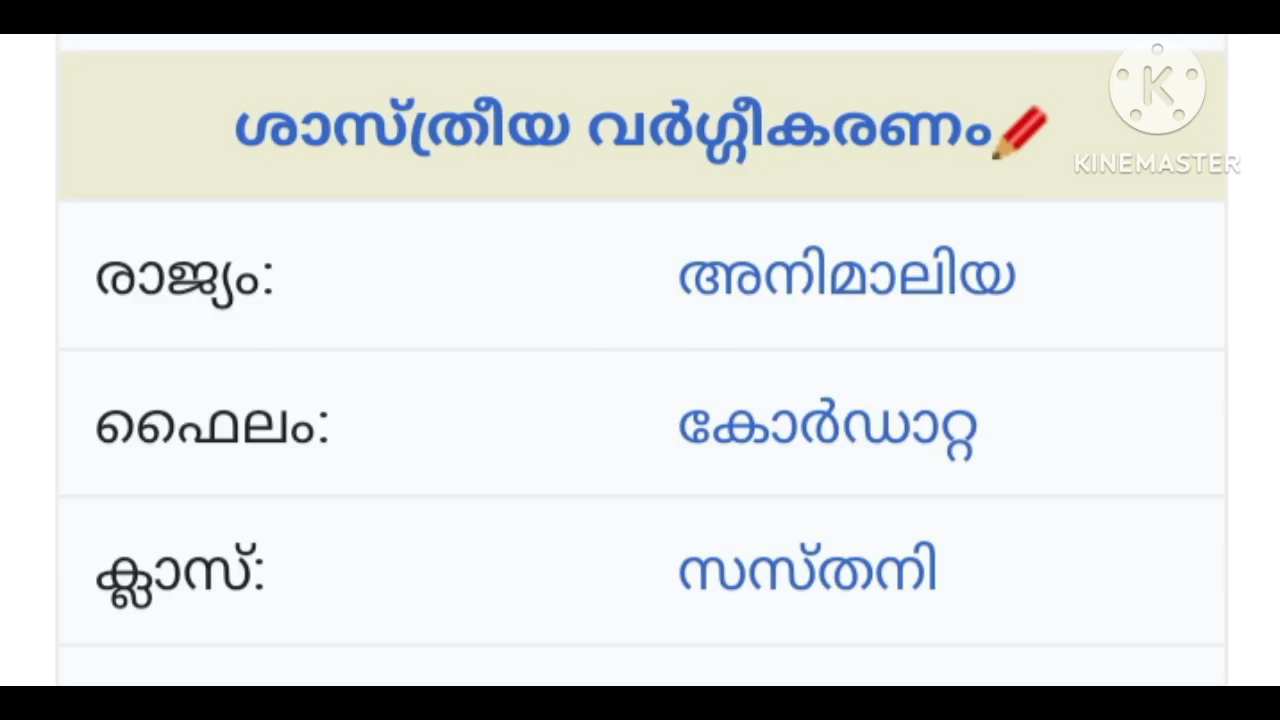 ശാസ്ത്രീയ വർഗ്ഗീകരണം
K
KINEMASTER
രാജ്യം: അനിമാലിയ
ഫൈലം: കോർഡാറ്റ
ക്ലാസ്: സസ്തനി